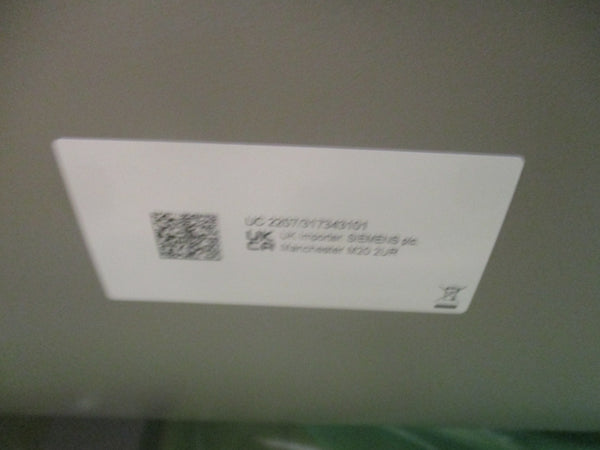 UC 2207/317343101
UK CA UK Importer SIEMENS plc
Manchester M20 2UR